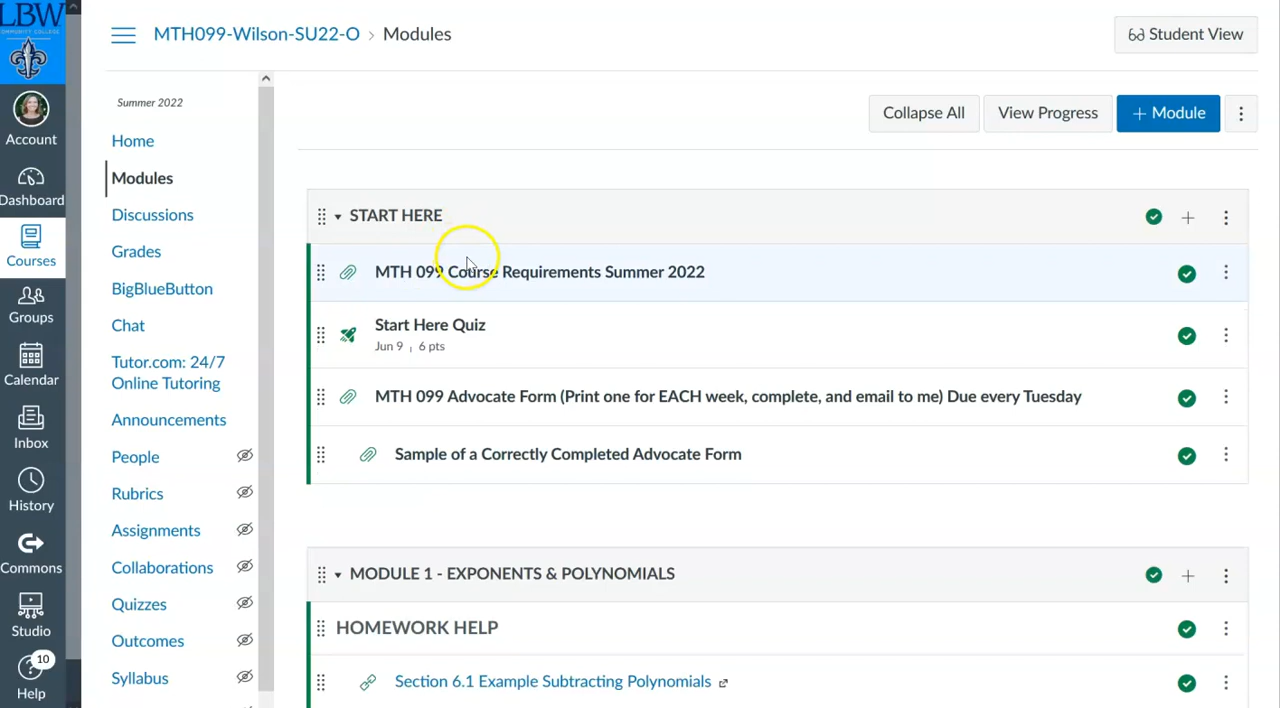 LBW
COMMUNITY COLLEGE
Account
Dashboard
Courses
Groups
Calendar
Inbox
History
Commons
Studio
10
Help
MTH099-Wilson-SU22-O › Modules
Student View
Summer 2022
Home
Modules
Discussions
Grades
BigBlueButton
Chat
Tutor.com: 24/7
Online Tutoring
Announcements
People
Rubrics
Assignments
Collaborations
Quizzes
Outcomes
Syllabus
Collapse All
View Progress
+ Module
START HERE
MTH 099 Course Requirements Summer 2022
Start Here Quiz
Jun 9 | 6 pts
MTH 099 Advocate Form (Print one for EACH week, complete, and email to me) Due every Tuesday
Sample of a Correctly Completed Advocate Form
MODULE 1 - EXPONENTS & POLYNOMIALS
HOMEWORK HELP
Section 6.1 Example Subtracting Polynomials